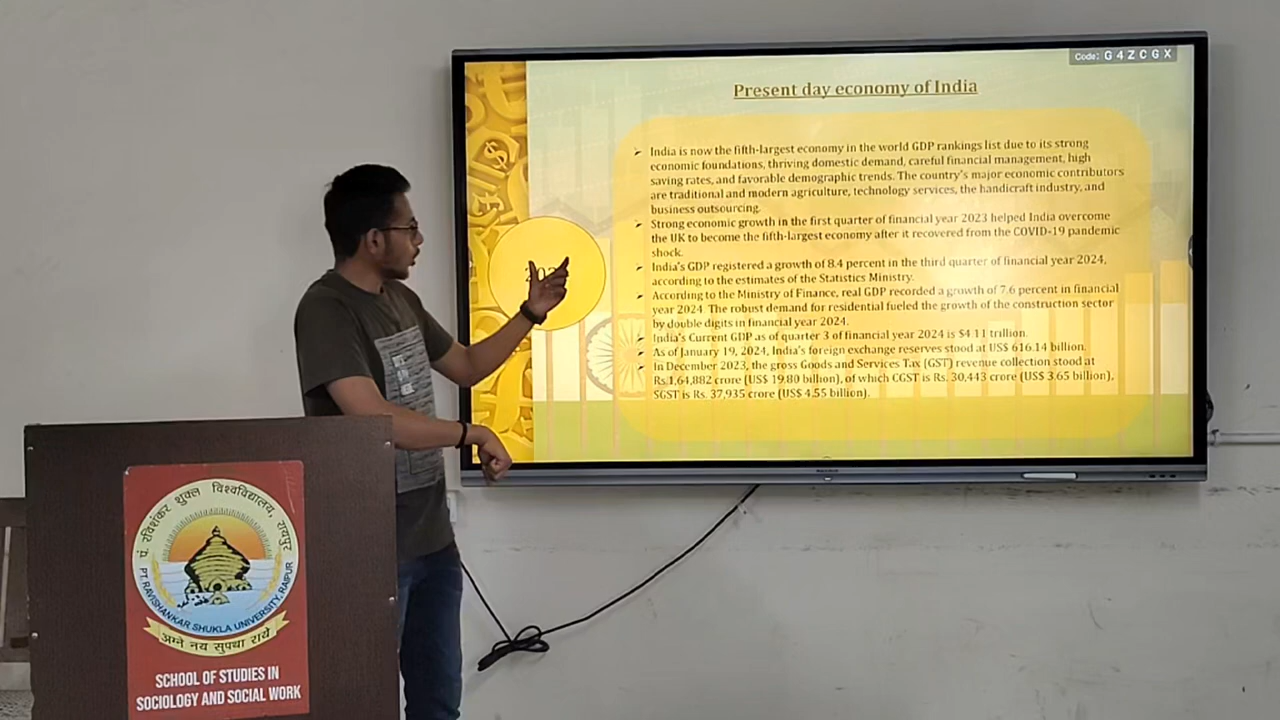 Code: G4ZCGX
Present day economy of India
➢ India is now the fifth-largest economy in the world GDP rankings list due to its strong
economic foundations, thriving domestic demand, careful financial management, high
saving rates, and favorable demographic trends. The country's major economic contributors
are traditional and modern agriculture, technology services, the handicraft industry, and
business outsourcing.
➢ Strong economic growth in the first quarter of financial year 2023 helped India overcome
the UK to become the fifth-largest economy after it recovered from the COVID-19 pandemic
shock.
➢ India's GDP registered a growth of 8.4 percent in the third quarter of financial year 2024,
according to the estimates of the Statistics Ministry.
➢ According to the Ministry of Finance, real GDP recorded a growth of 7.6 percent in financial
year 2024. The robust demand for residential fueled the growth of the construction sector
by double digits in financial year 2024.
➢ India's Current GDP as of quarter 3 of financial year 2024 is $4.11 trillion.
➢ As of January 19, 2024, India's foreign exchange reserves stood at US$ 616.14 billion.
➢ In December 2023, the gross Goods and Services Tax (GST) revenue collection stood at
Rs.1,64,882 crore (US$ 19.80 billion), of which CGST is Rs. 30,443 crore (US$ 3.65 billion),
SGST is Rs. 37,935 crore (US$ 4.55 billion).
पं. रविशंकर शुक्ल विश्वविद्यालय, रायपुर
PT. RAVISHANKAR SHUKLA UNIVERSITY, RAIPUR
अग्ने नय सुपथा राये
SCHOOL OF STUDIES IN
SOCIOLOGY AND SOCIAL WORK